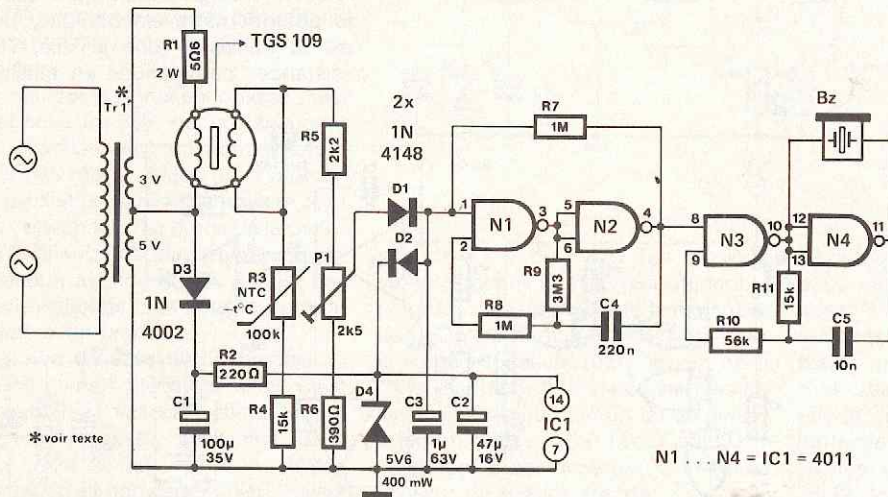 R1
5Ω6
2 W
TGS 109
*
Tr 1
3 V
5 V
D3
1N
4002
R5
2k2
R3
NTC
-t°C
100k
P1
2k5
2x
1N
4148
D1
D2
R7
1M
1
2
N1
3
5
6
N2
4
R9
3M3
R8
1M
C4
220n
8
9
N3
10
12
13
N4
11
Bz
R11
15k
R10
56k
C5
10n
R2
220Ω
C1
100µ
35V
R4
15k
R6
390Ω
D4
5V6
400 mW
C3
1µ
63V
C2
47µ
16V
14
IC1
7
* voir texte
N1 . . . N4 = IC1 = 4011